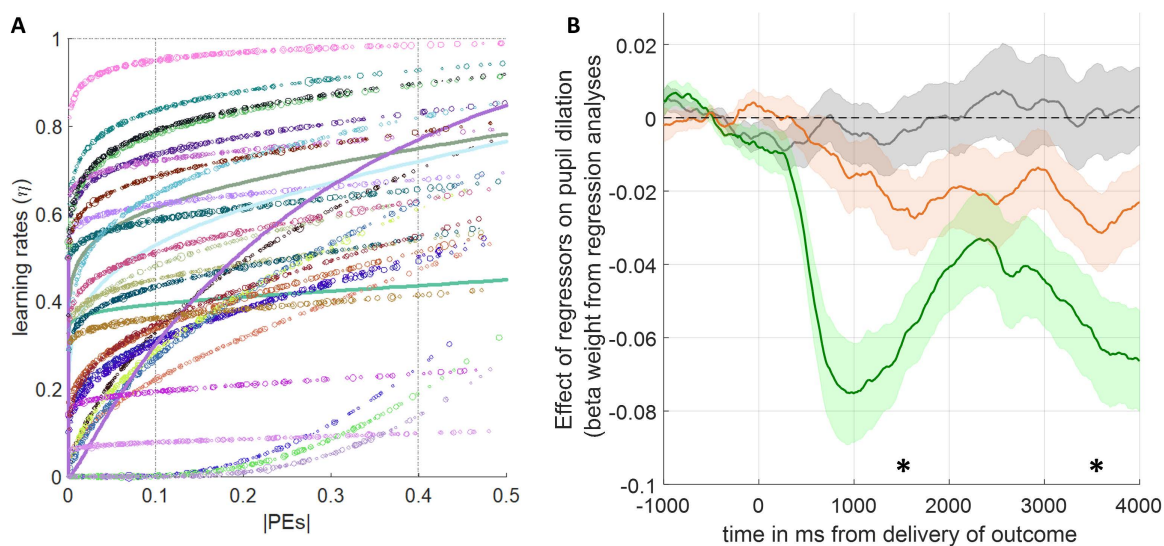 A
1
0.8
0.6
0.4
0.2
0
0 0.1 0.2 0.3 0.4 0.5
learning rates (η)
|PEs|
B
0.02
0
-0.02
-0.04
-0.06
-0.08
-0.1
-1000 0 1000 2000 3000 4000
Effect of regressors on pupil dilation
(beta weight from regression analyses
* *
time in ms from delivery of outcome